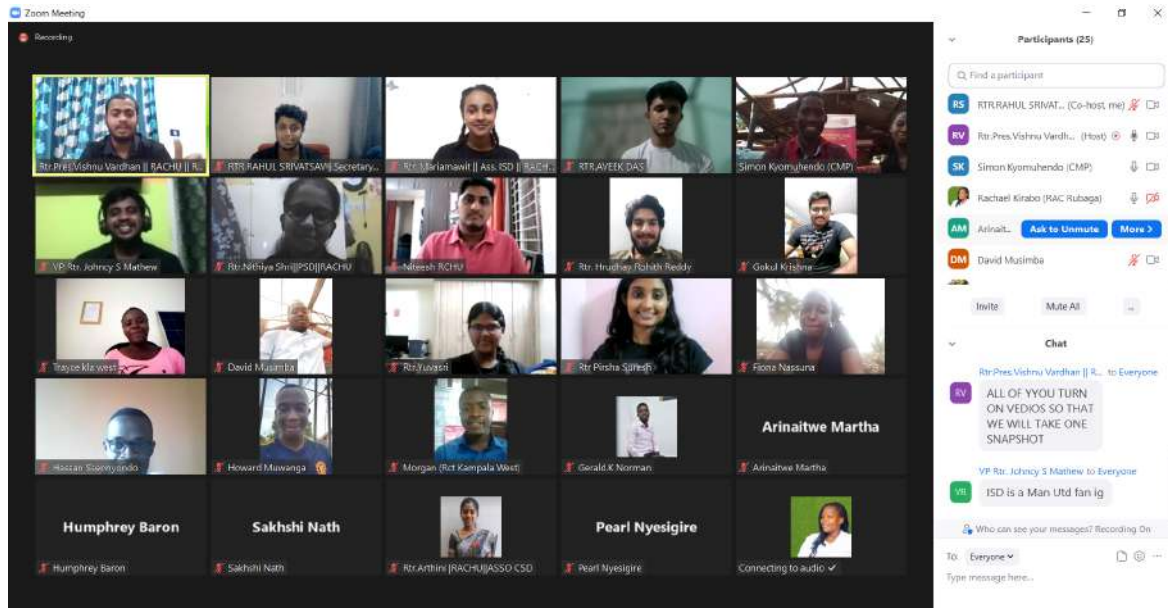 Zoom Meeting
Recording
Rtr.Pres.Vishnu Vardhan || RACHU || R...
RTR.RAHUL SRIVATSAV|| Secretary...
Rtr. Mariamawit || Ass. ISD || RACH...
RTR.AVEEK DAS
Simon Kyomuhendo (CMP)
VP Rtr. Johncy S Mathew
Rtr.Nithiya Shri||PSD||RACHU
Niteesh RCHU
Rtr. Hruday Rohith Reddy
Gokul Krishna
Trayce kla west
David Musimba
Rtr.Yuvasri
Rtr Pirsha Suresh
Fiona Nassuna
Hassan Ssennyondo
Howard Muwanga
Morgan (Rct Kampala West)
Gerald.K Norman
Arinaitwe Martha
Arinaitwe Martha
Humphrey Baron
Humphrey Baron
Sakhshi Nath
Sakhshi Nath
Rtr.Arthini |RACHU||ASSO CSD
Pearl Nyesigire
Pearl Nyesigire
Connecting to audio
Participants (25)
Find a participant
RS RTR.RAHUL SRIVAT... (Co-host, me)
RV Rtr.Pres.Vishnu Vardh... (Host)
SK Simon Kyomuhendo (CMP)
Rachael Kirabo (RAC Rubaga)
AM Arinait... Ask to Unmute More >
DM David Musimba
Invite Mute All ...
Chat
Rtr.Pres.Vishnu Vardhan || R... to Everyone
RV
ALL OF YYOU TURN
ON VEDIOS SO THAT
WE WILL TAKE ONE
SNAPSHOT
VP Rtr. Johncy S Mathew to Everyone
ISD is a Man Utd fan ig
Who can see your messages? Recording On
To: Everyone
Type message here...